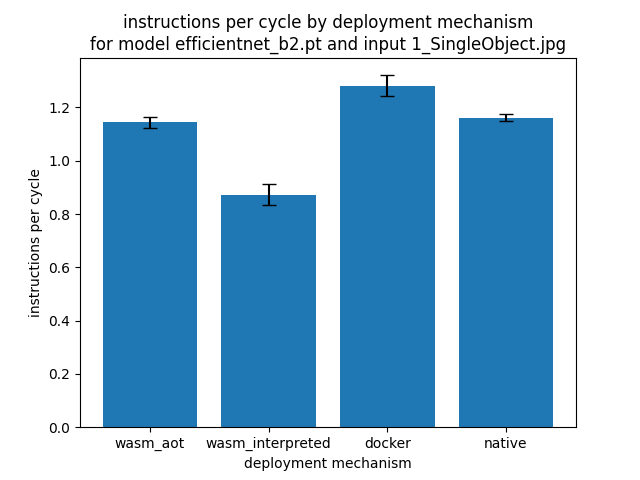 instructions per cycle by deployment mechanism
for model efficientnet_b2.pt and input 1_SingleObject.jpg
instructions per cycle
1.2
1.0
0.8
0.6
0.4
0.2
0.0
wasm_aot
wasm_interpreted
docker
native
deployment mechanism